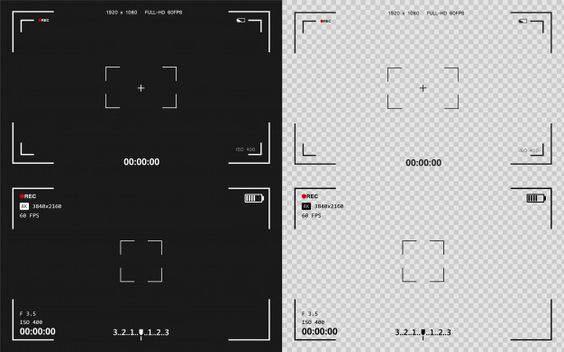 REC
1920 x 1080 FULL-HD 60FPS
ISO 400
00:00:00
REC
1920 x 1080 FULL-HD 60FPS
ISO 400
00:00:00
REC
4K 3840x2160
60 FPS
F 3.5
ISO 400
00:00:00
3..2..1..0..1..2..3
REC
4K 3840x2160
60 FPS
F 3.5
ISO 400
00:00:00
3..2..1..0..1..2..3